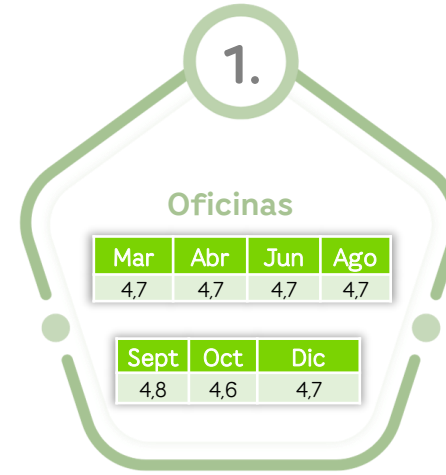 1.
Oficinas
Mar Abr Jun Ago
4,7 4,7 4,7 4,7
Sept Oct Dic
4,8 4,6 4,7